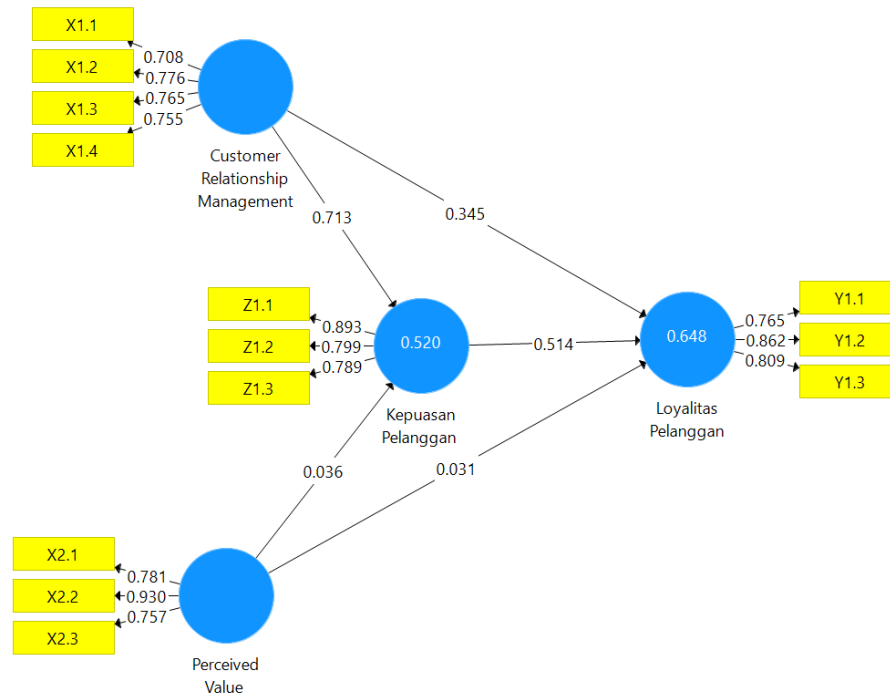 X1.1
0.708
X1.2
0.776
X1.3
0.765
X1.4
0.755
Customer
Relationship
Management
0.713
0.345
Z1.1
0.893
Z1.2
0.799
Z1.3
0.789
0.520
Kepuasan
Pelanggan
0.514
0.648
Loyalitas
Pelanggan
Y1.1
0.765
Y1.2
0.862
Y1.3
0.809
0.036
0.031
X2.1
0.781
X2.2
0.930
X2.3
0.757
Perceived
Value